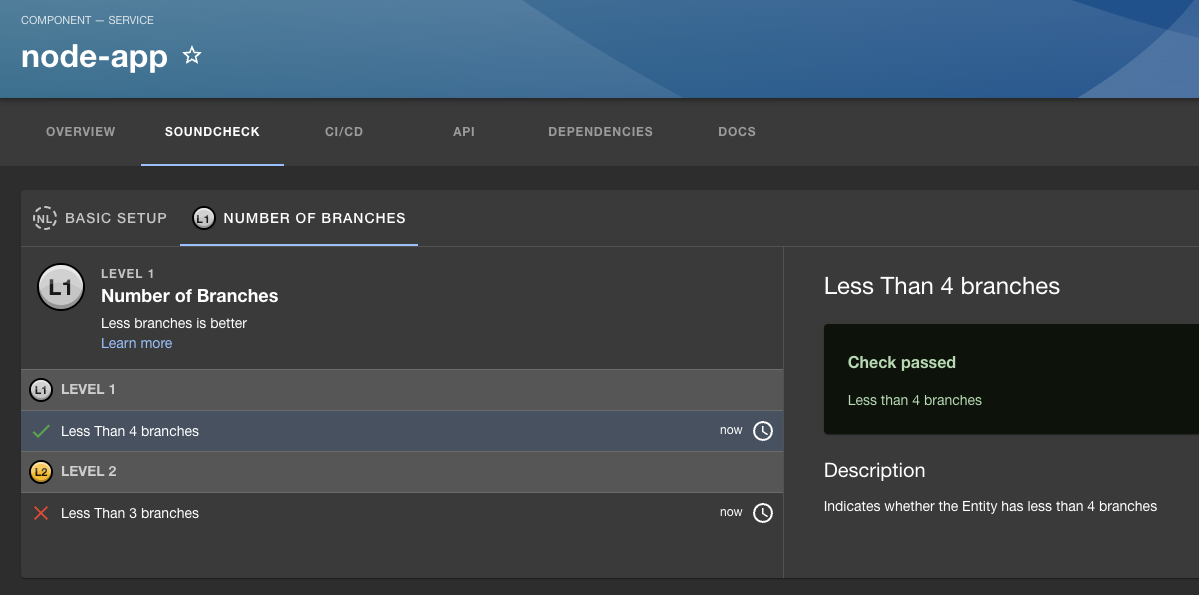 COMPONENT — SERVICE
node-app
OVERVIEW SOUNDCHECK CI/CD API DEPENDENCIES DOCS
NL BASIC SETUP L1 NUMBER OF BRANCHES
L1 LEVEL 1
Number of Branches
Less branches is better
Learn more
L1 LEVEL 1
Less Than 4 branches now
L2 LEVEL 2
Less Than 3 branches now
Less Than 4 branches
Check passed
Less than 4 branches
Description
Indicates whether the Entity has less than 4 branches